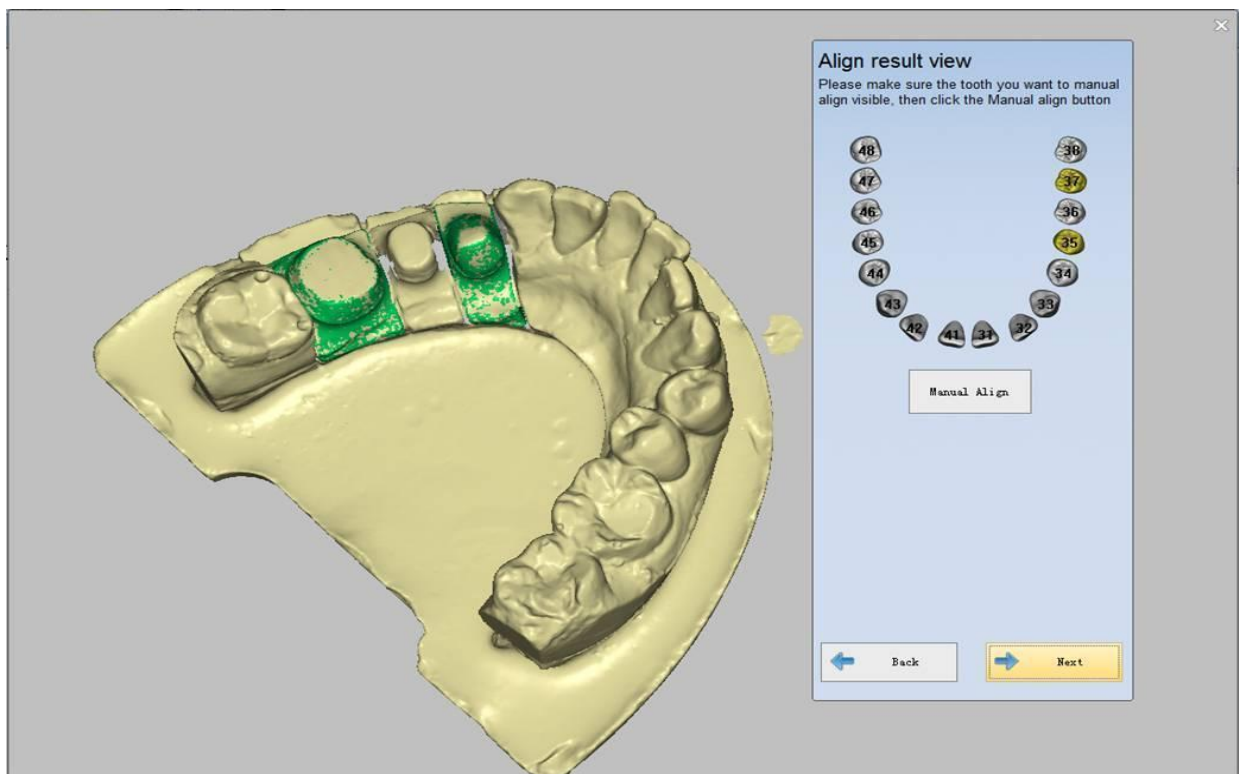 Align result view
Please make sure the tooth you want to manual
align visible, then click the Manual align button
48 38
47 37
46 36
45 35
44 34
43 33
42 41 31 32
Manual Align
Back Next